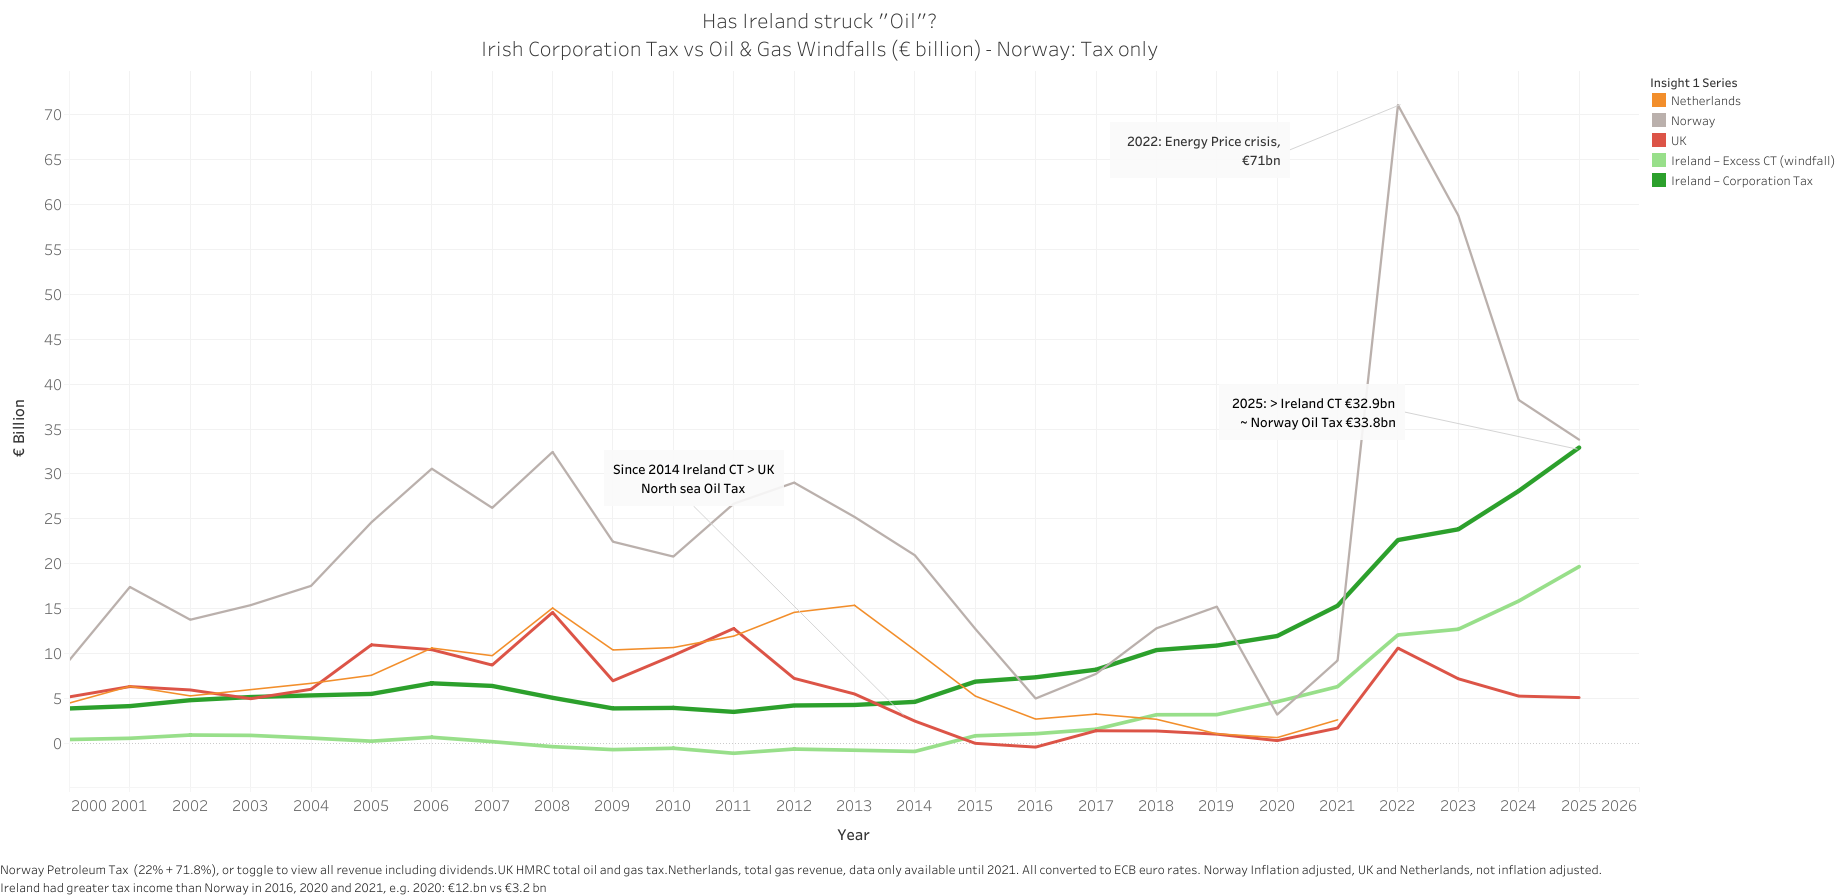 Has Ireland struck "Oil"?
Irish Corporation Tax vs Oil & Gas Windfalls (€ billion) - Norway: Tax only
Insight 1 Series
Netherlands
Norway
UK
Ireland – Excess CT (windfall)
Ireland – Corporation Tax
€ Billion
70
65
60
55
50
45
40
35
30
25
20
15
10
5
0
2022: Energy Price crisis,
€71bn
2025: > Ireland CT €32.9bn
~ Norway Oil Tax €33.8bn
Since 2014 Ireland CT > UK
North sea Oil Tax
2000 2001 2002 2003 2004 2005 2006 2007 2008 2009 2010 2011 2012 2013 2014 2015 2016 2017 2018 2019 2020 2021 2022 2023 2024 2025 2026
Year
Norway Petroleum Tax (22% + 71.8%), or toggle to view all revenue including dividends.UK HMRC total oil and gas tax.Netherlands, total gas revenue, data only available until 2021. All converted to ECB euro rates. Norway Inflation adjusted, UK and Netherlands, not inflation adjusted.
Ireland had greater tax income than Norway in 2016, 2020 and 2021, e.g. 2020: €12.bn vs €3.2 bn